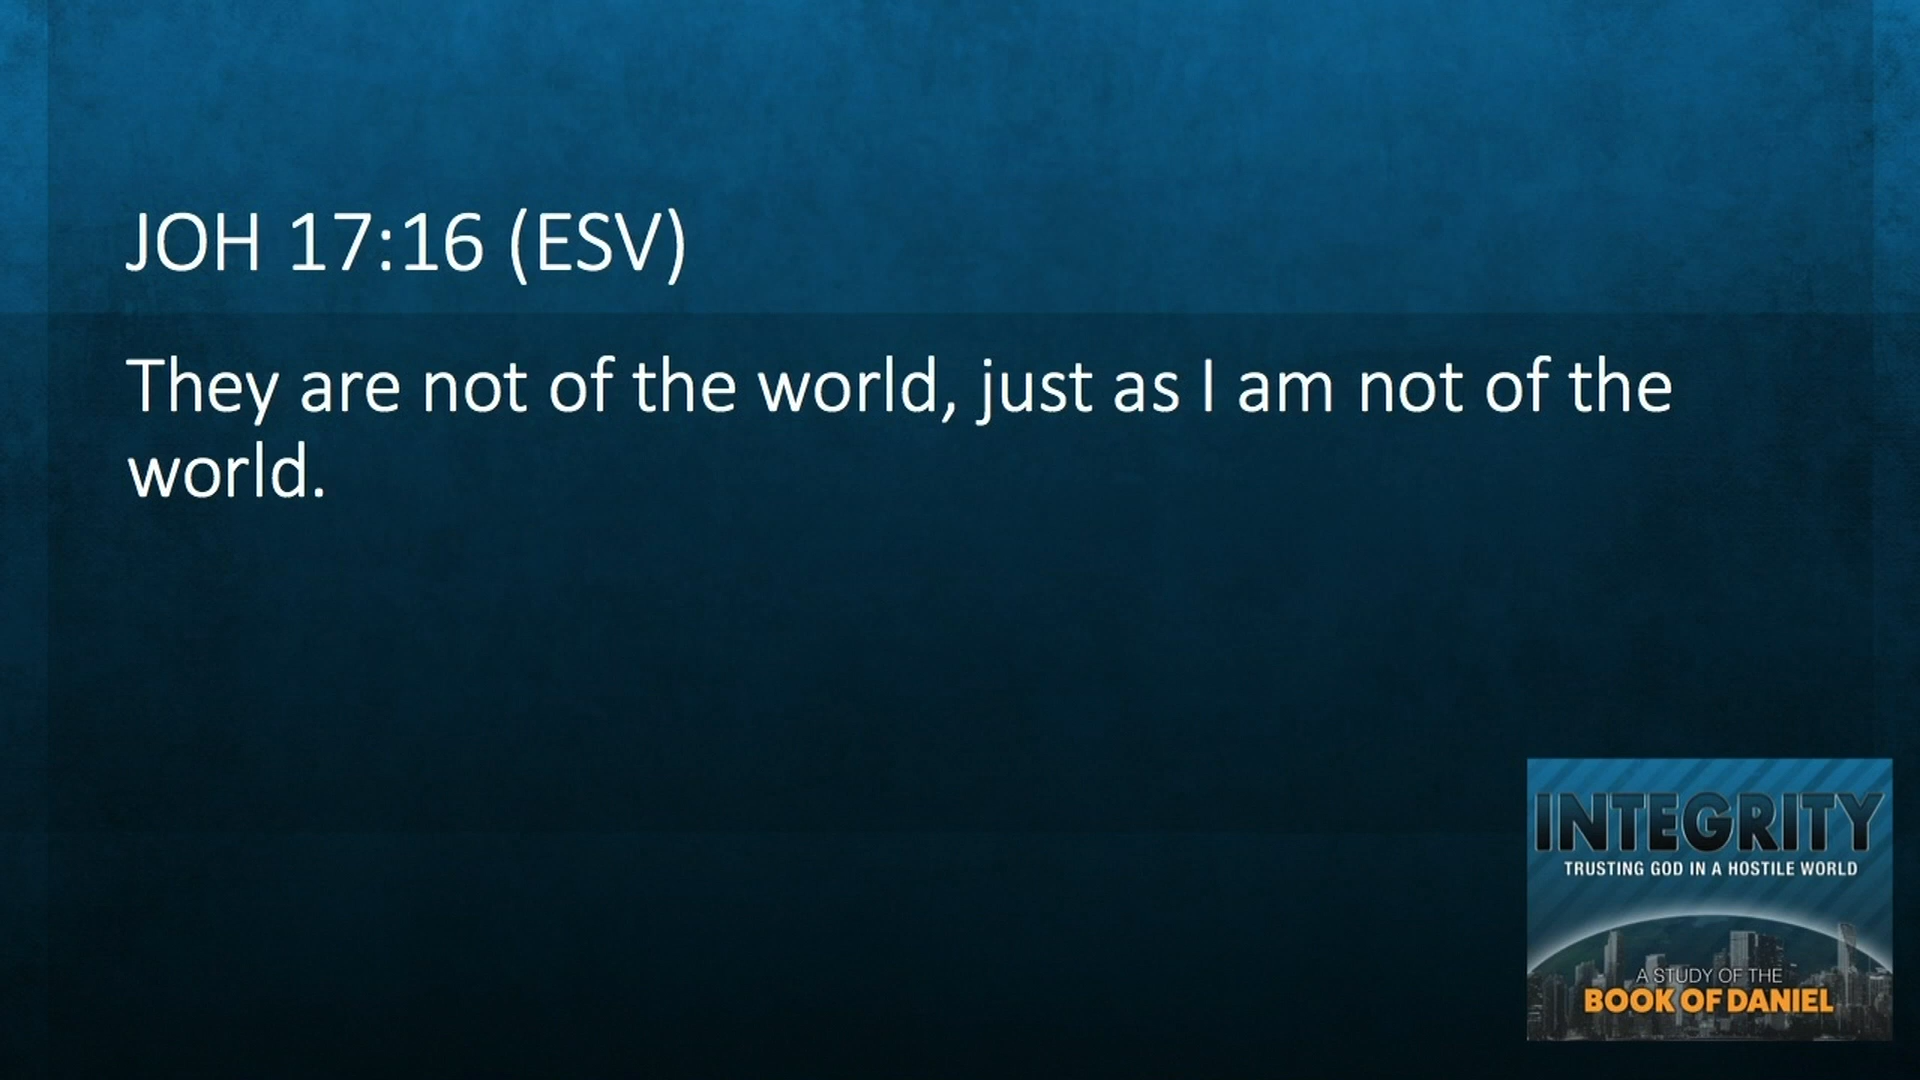 JOH 17:16 (ESV)
They are not of the world, just as I am not of the
world.
INTEGRITY
TRUSTING GOD IN A HOSTILE WORLD
A STUDY OF THE
BOOK OF DANIEL